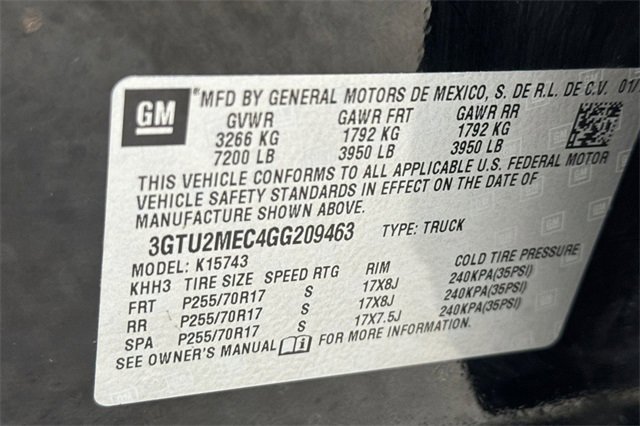 GM
*MFD BY GENERAL MOTORS DE MEXICO, S. DE R.L. DE C.V. 01/
GVWR GAWR FRT GAWR RR
3266 KG 1792 KG 1792 KG
7200 LB 3950 LB 3950 LB
THIS VEHICLE CONFORMS TO ALL APPLICABLE U.S. FEDERAL MOTOR
VEHICLE SAFETY STANDARDS IN EFFECT ON THE DATE OF
MANUFACTURE SHOWN ABOVE.
3GTU2MEC4GG209463 TYPE: TRUCK
MODEL: K15743
KHH3 TIRE SIZE SPEED RTG RIM COLD TIRE PRESSURE
FRT P255/70R17 S 17X8J 240KPA(35PSI)
RR P255/70R17 S 17X8J 240KPA(35PSI)
SPA P255/70R17 S 17X7.5J 240KPA(35PSI)
SEE OWNER'S MANUAL i FOR MORE INFORMATION.